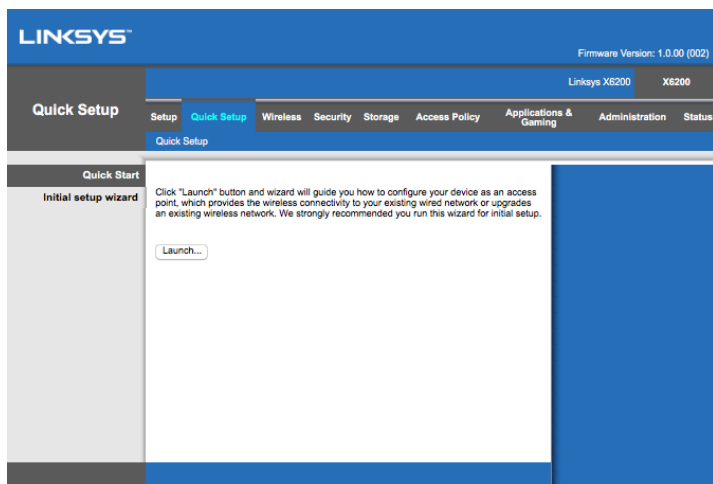 LINKSYS™
Firmware Version: 1.0.00 (002)
Linksys X6200 X6200
Quick Setup
Setup Quick Setup Wireless Security Storage Access Policy Applications & Gaming Administration Status
Quick Setup
Quick Start
Initial setup wizard
Click "Launch" button and wizard will guide you how to configure your device as an access
point, which provides the wireless connectivity to your existing wired network or upgrades
an existing wireless network. We strongly recommended you run this wizard for initial setup.
Launch...